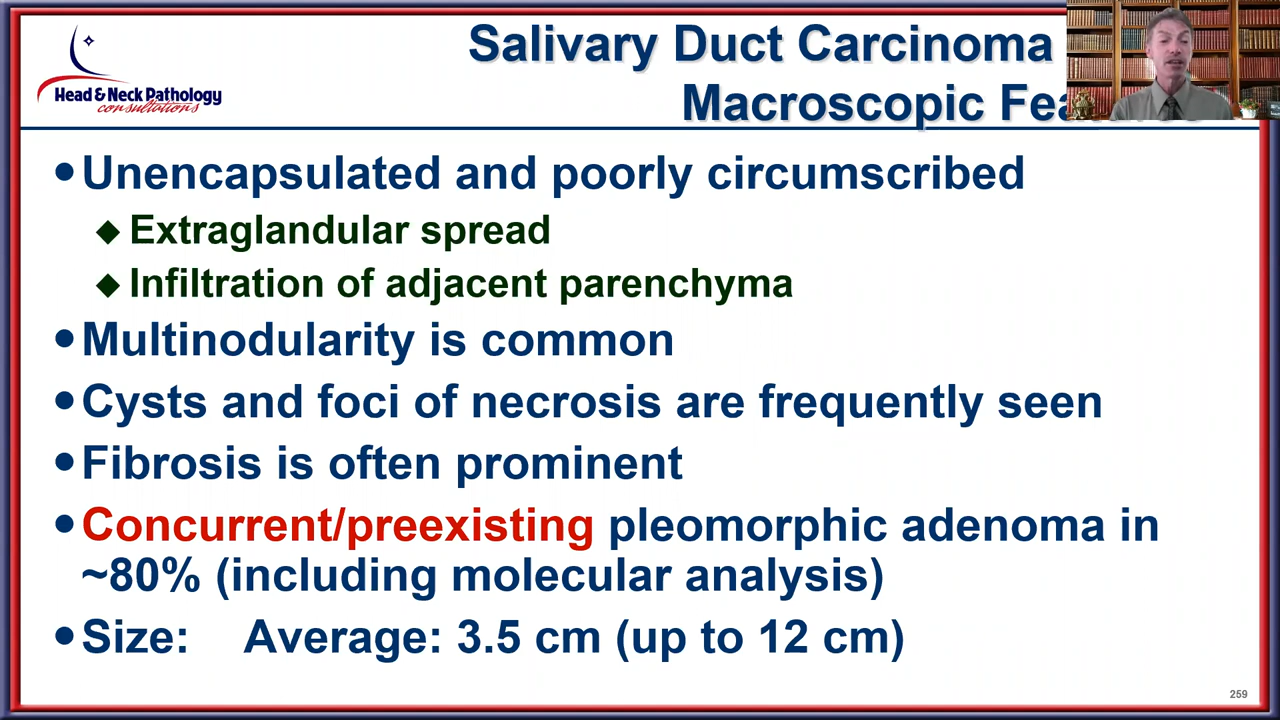 Head & Neck Pathology
consultations
Salivary Duct Carcinoma
Macroscopic
• Unencapsulated and poorly circumscribed
◆ Extraglandular spread
◆ Infiltration of adjacent parenchyma
• Multinodularity is common
• Cysts and foci of necrosis are frequently seen
• Fibrosis is often prominent
• Concurrent/preexisting pleomorphic adenoma in
~80% (including molecular analysis)
• Size: Average: 3.5 cm (up to 12 cm)
259